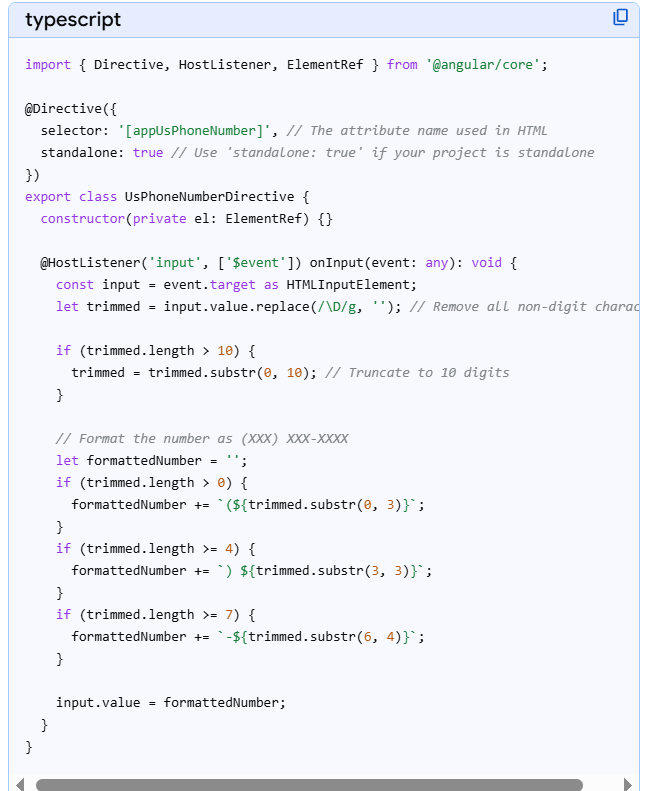 typescript
import { Directive, HostListener, ElementRef } from '@angular/core';
@Directive({
  selector: '[appUsPhoneNumber]', // The attribute name used in HTML
  standalone: true // Use 'standalone: true' if your project is standalone
})
export class UsPhoneNumberDirective {
  constructor(private el: ElementRef) {}
  @HostListener('input', ['$event']) onInput(event: any): void {
    const input = event.target as HTMLInputElement;
    let trimmed = input.value.replace(/\D/g, ''); // Remove all non-digit charac
    if (trimmed.length > 10) {
      trimmed = trimmed.substr(0, 10); // Truncate to 10 digits
    }
    // Format the number as (XXX) XXX-XXXX
    let formattedNumber = '';
    if (trimmed.length > 0) {
      formattedNumber += `(${trimmed.substr(0, 3)}`;
    }
    if (trimmed.length >= 4) {
      formattedNumber += `) ${trimmed.substr(3, 3)}`;
    }
    if (trimmed.length >= 7) {
      formattedNumber += `-${trimmed.substr(6, 4)}`;
    }
    input.value = formattedNumber;
  }
}